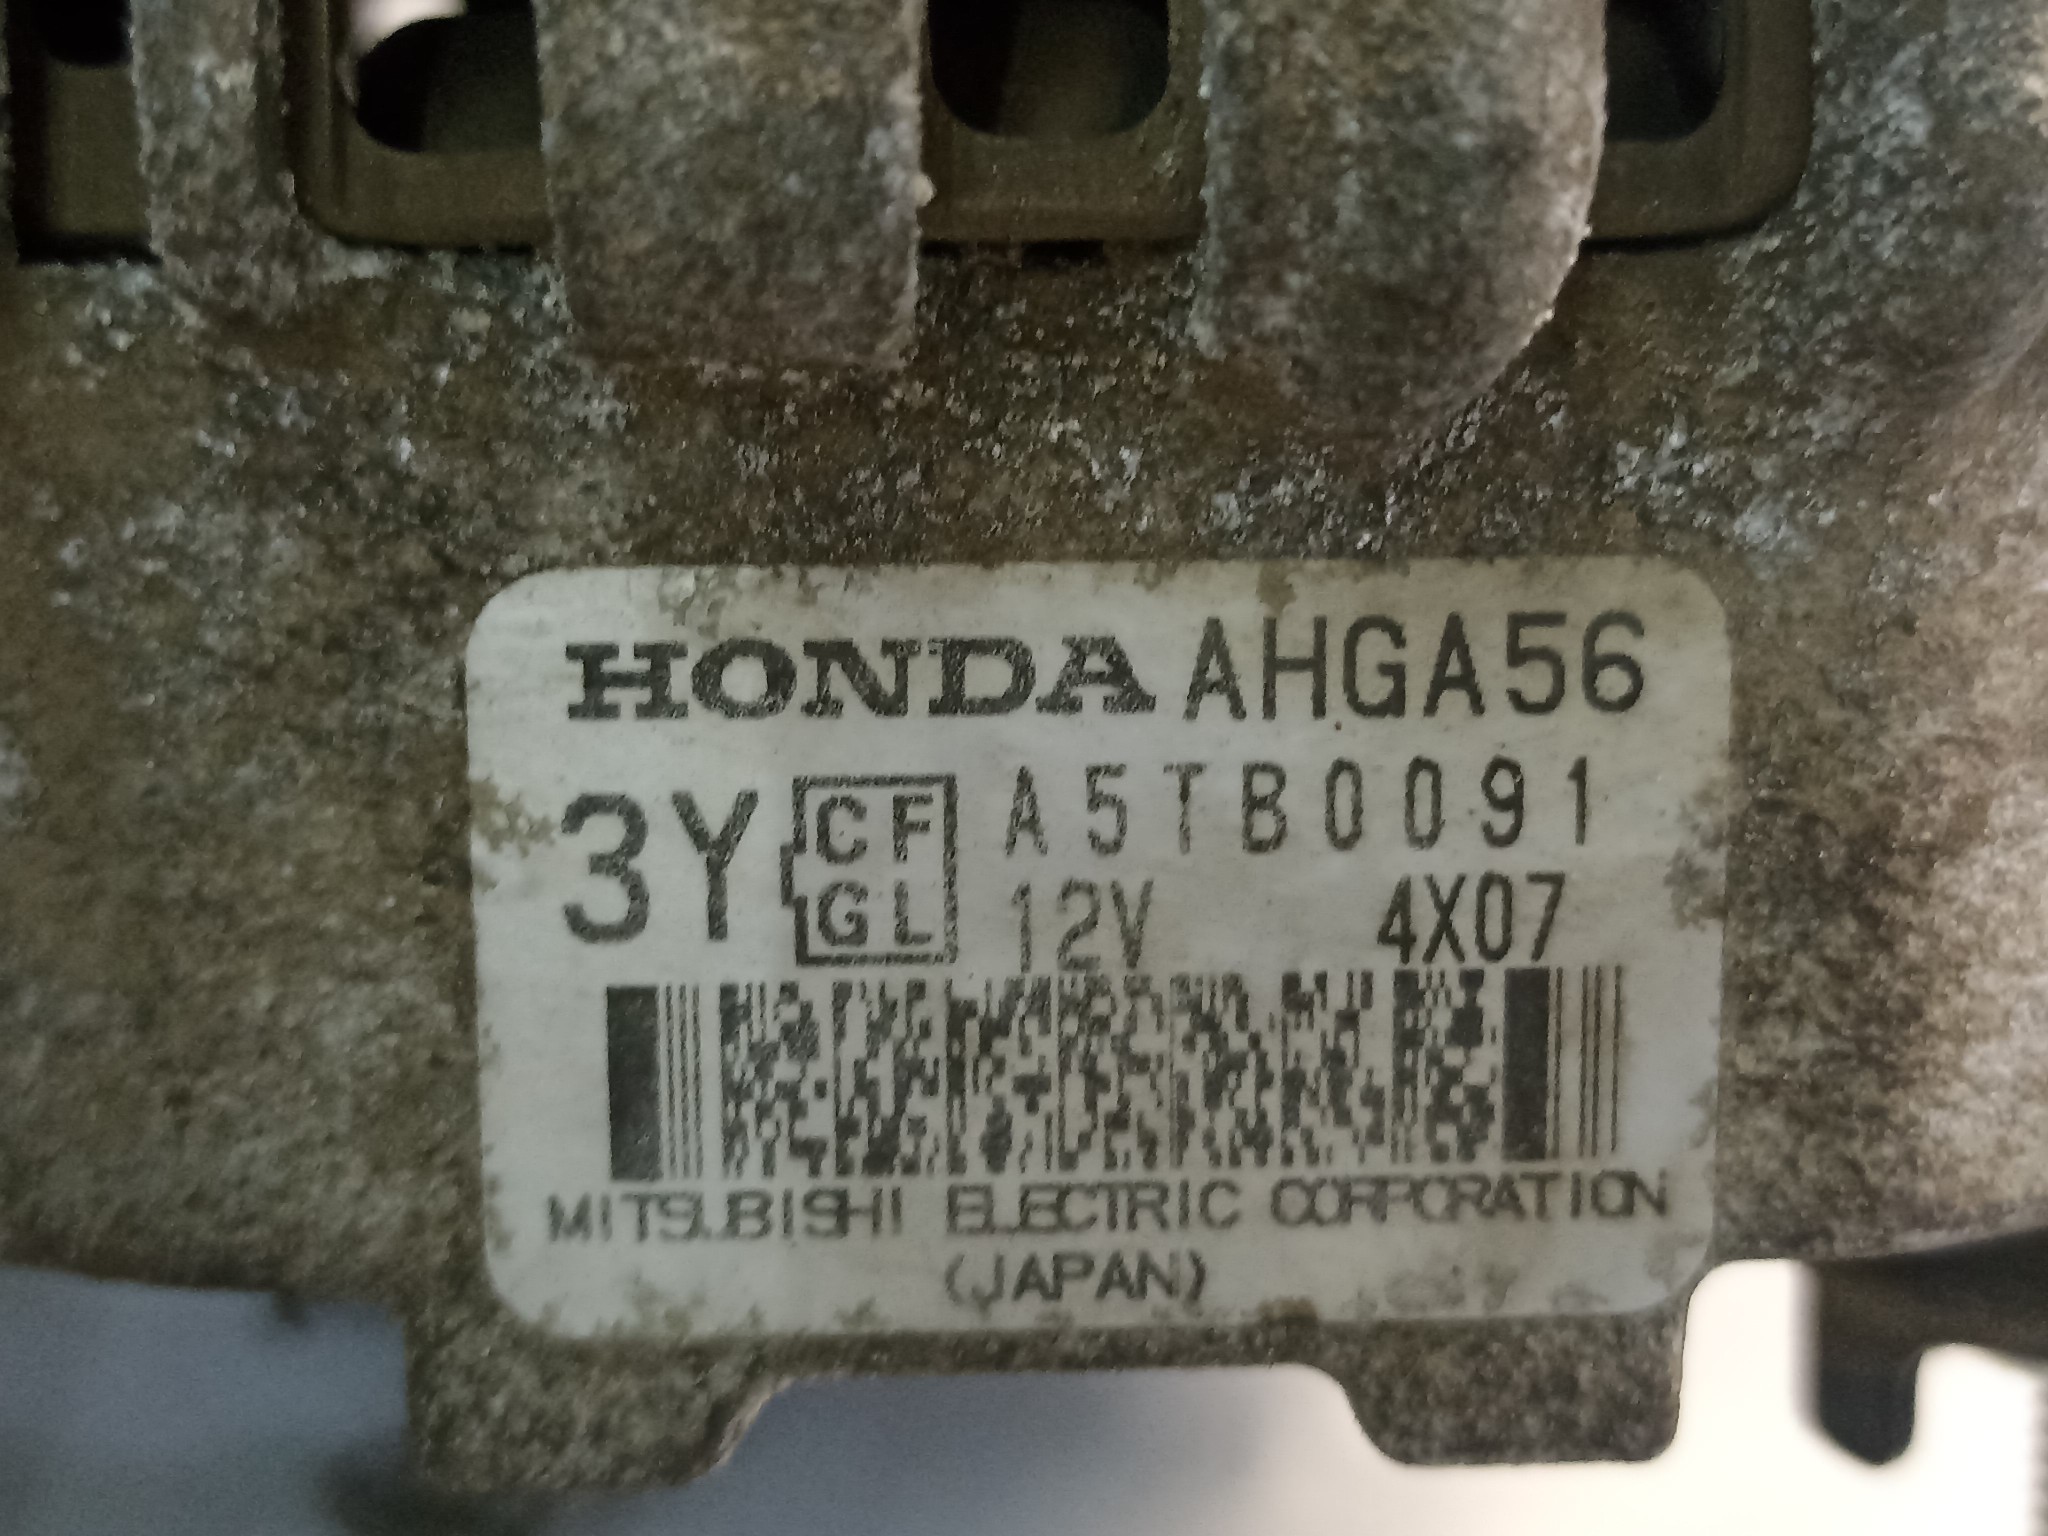 HONDA AHGA56
3Y CF A5TB0091
GL 12V 4X07
MITSUBISHI ELECTRIC CORPORATION
(JAPAN)